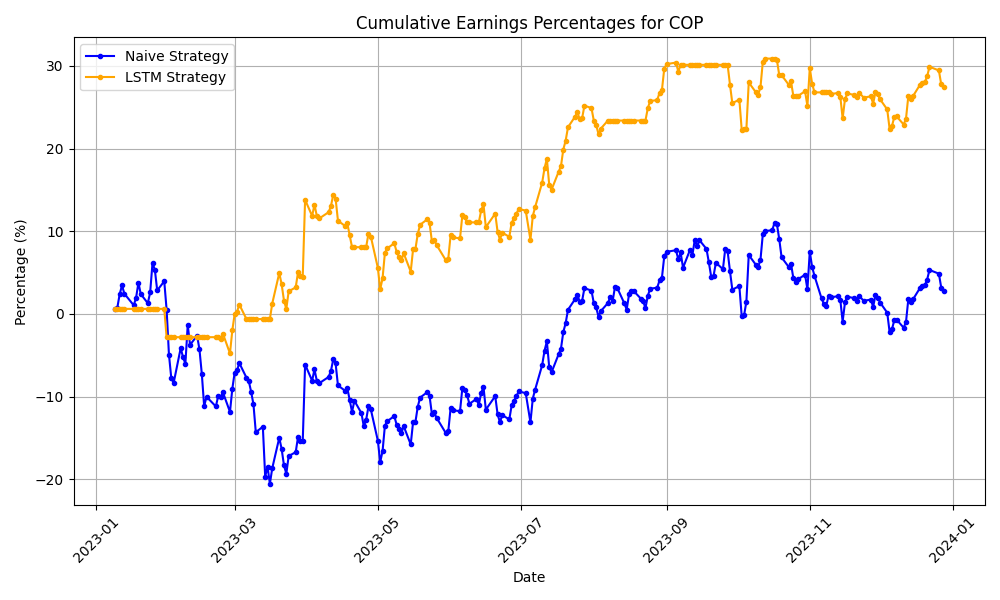 Cumulative Earnings Percentages for COP
Naive Strategy
LSTM Strategy
Percentage (%)
30
20
10
0
−10
−20
2023-01
2023-03
2023-05
2023-07
2023-09
2023-11
2024-01
Date